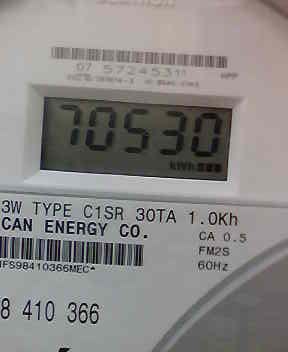 07 57245311
70530
kWh
3W TYPE C1SR 30TA 1.0Kh
CAN ENERGY CO.
CA 0.5
FM2S
60Hz
IFS98410366MEC*
8 410 366